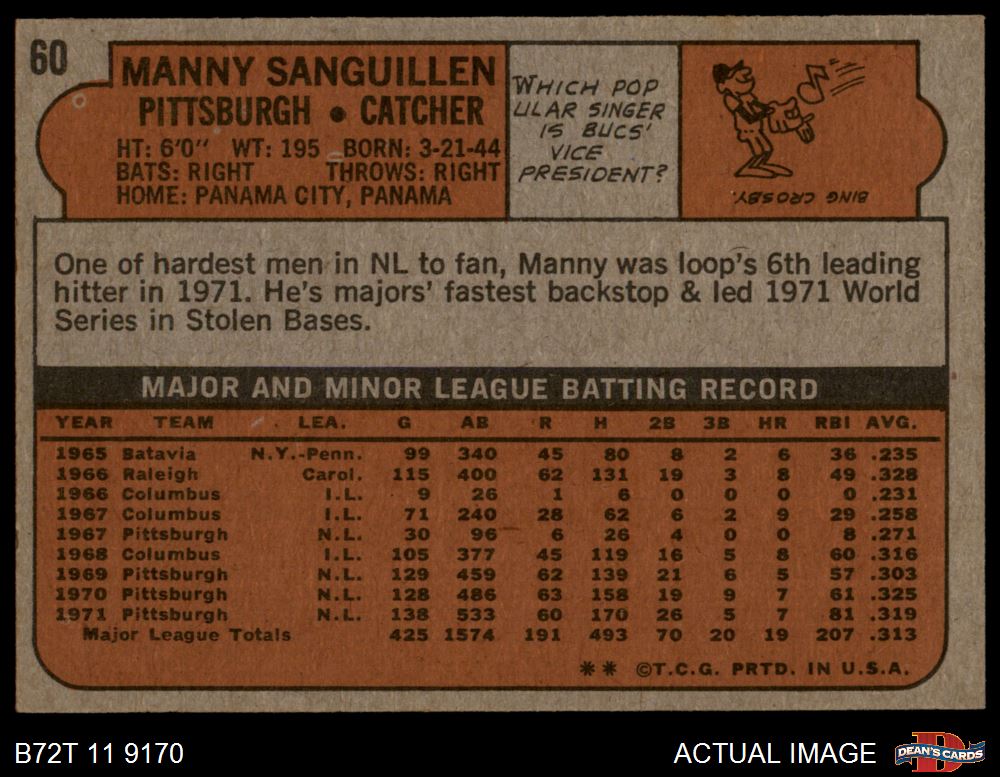 60
MANNY SANGUILLEN
PITTSBURGH • CATCHER
HT: 6'0" WT: 195 BORN: 3-21-44
BATS: RIGHT THROWS: RIGHT
HOME: PANAMA CITY, PANAMA
WHICH POP
ULAR SINGER
IS BUCS'
VICE
PRESIDENT?
BING CROSBY.
One of hardest men in NL to fan, Manny was loop's 6th leading
hitter in 1971. He's majors' fastest backstop & led 1971 World
Series in Stolen Bases.
MAJOR AND MINOR LEAGUE BATTING RECORD
YEAR TEAM LEA. G AB R H 2B 3B HR RBI AVG.
1965 Batavia N.Y.-Penn. 99 340 45 80 8 2 6 36 .235
1966 Raleigh Carol. 115 400 62 131 19 3 8 49 .328
1966 Columbus I.L. 9 26 1 6 0 0 0 0 .231
1967 Columbus I.L. 71 240 28 62 6 2 9 29 .258
1967 Pittsburgh N.L. 30 96 6 26 4 0 0 8 .271
1968 Columbus I.L. 105 377 45 119 16 5 8 60 .316
1969 Pittsburgh N.L. 129 459 62 139 21 6 5 57 .303
1970 Pittsburgh N.L. 128 486 63 158 19 9 7 61 .325
1971 Pittsburgh N.L. 138 533 60 170 26 5 7 81 .319
Major League Totals 425 1574 191 493 70 20 19 207 .313
** ©T.C.G. PRTD. IN U.S.A.
B72T 11 9170
ACTUAL IMAGE
D
DEAN'S CARDS